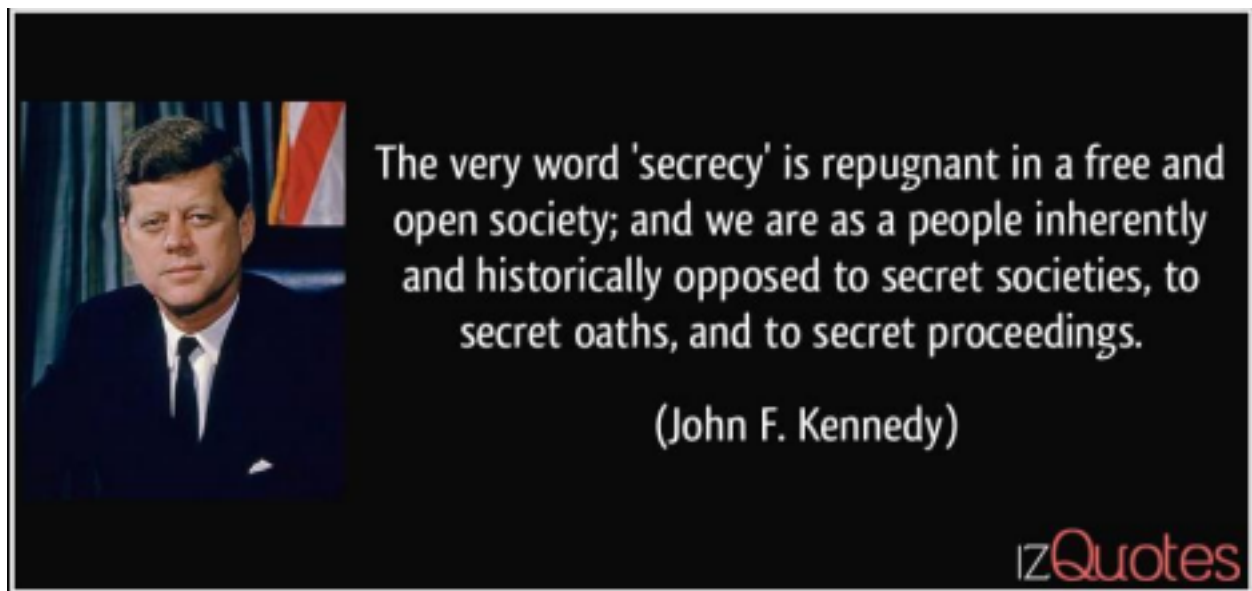 The very word 'secrecy' is repugnant in a free and
open society; and we are as a people inherently
and historically opposed to secret societies, to
secret oaths, and to secret proceedings.
(John F. Kennedy)
IZQuotes